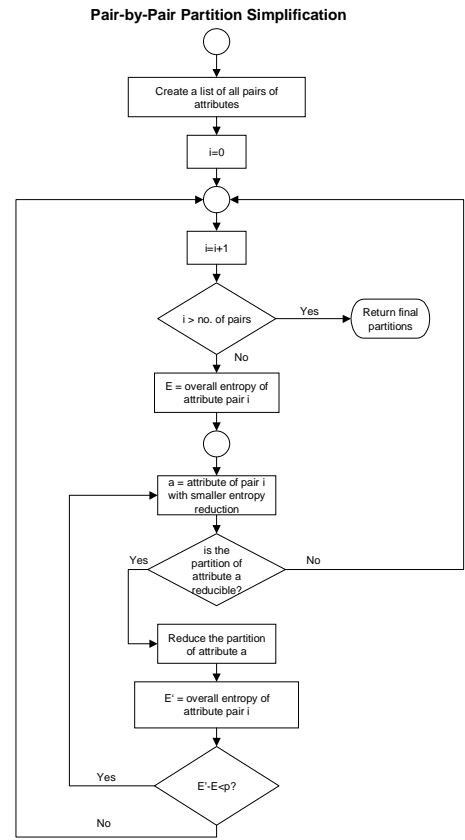 Pair-by-Pair Partition Simplification
Create a list of all pairs of
attributes
i=0
i=i+1
i > no. of pairs
Yes
Return final
partitions
No
E = overall entropy of
attribute pair i
a = attribute of pair i
with smaller entropy
reduction
is the
partition of
attribute a
reducible?
Yes
No
Reduce the partition
of attribute a
E' = overall entropy of
attribute pair i
E'-E<p?
Yes
No